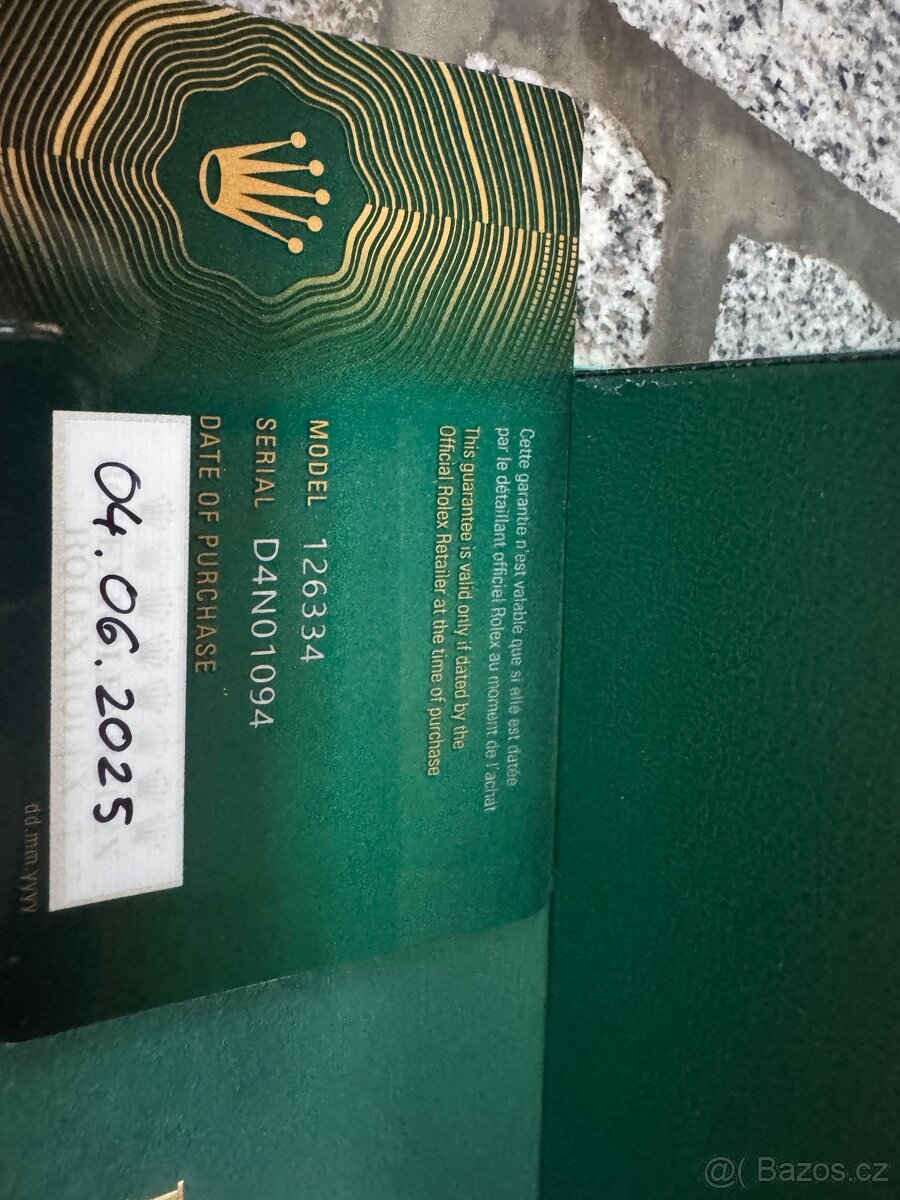 Cette garantie n'est valable que si elle est datée
par le détaillant officiel Rolex au moment de l'achat
This guarantee is valid only if dated by the
Official Rolex Retailer at the time of purchase
MODEL 126334
SERIAL D4N01094
DATE OF PURCHASE
04.06.2025
dd.mm.yyyy
@( Bazos.cz